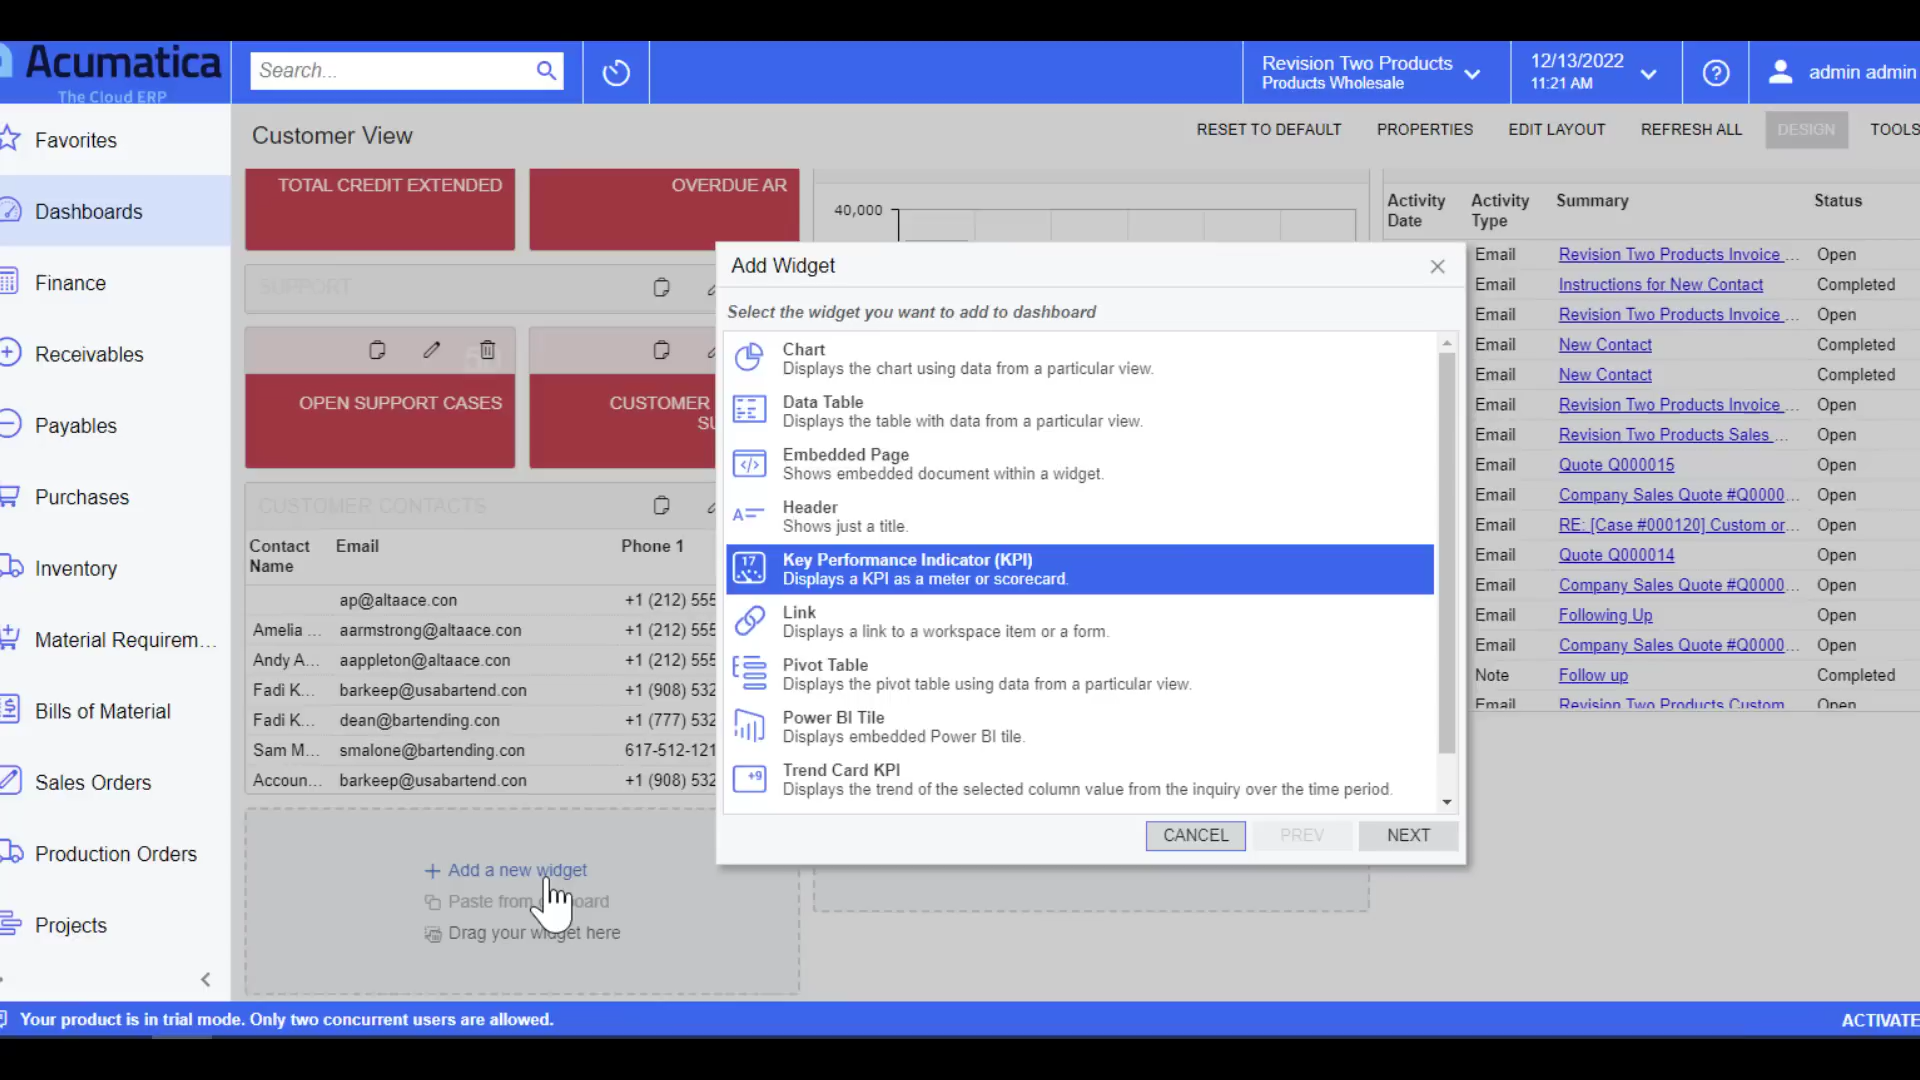 Acumatica
The Cloud ERP
Search...
Revision Two Products
Products Wholesale
12/13/2022
11:21 AM
admin admin
Favorites
Dashboards
Finance
Receivables
Payables
Purchases
Inventory
Material Requirem...
Bills of Material
Sales Orders
Production Orders
Projects
Customer View
RESET TO DEFAULT
PROPERTIES
EDIT LAYOUT
REFRESH ALL
DESIGN
TOOLS
TOTAL CREDIT EXTENDED
OVERDUE AR
SUPPORT
OPEN SUPPORT CASES
CUSTOMER
CUSTOMER CONTACTS
Contact Name Email Phone 1
ap@altaace.con +1 (212) 555
Amelia ... aarmstrong@altaace.con +1 (212) 555
Andy A... aappleton@altaace.con +1 (212) 555
Fadi K... barkeep@usabartend.con +1 (908) 532
Fadi K... dean@bartending.con +1 (777) 532
Sam M... smalone@bartending.con 617-512-121
Accoun... barkeep@usabartend.con +1 (908) 532
Add a new widget
Paste from
Drag your widget here
40,000
Add Widget
Select the widget you want to add to dashboard
Chart
Displays the chart using data from a particular view.
Data Table
Displays the table with data from a particular view.
Embedded Page
Shows embedded document within a widget.
Header
Shows just a title.
17
Key Performance Indicator (KPI)
Displays a KPI as a meter or scorecard.
Link
Displays a link to a workspace item or a form.
Pivot Table
Displays the pivot table using data from a particular view.
Power BI Tile
Displays embedded Power BI tile.
+9
Trend Card KPI
Displays the trend of the selected column value from the inquiry over the time period.
CANCEL PREV NEXT
Activity Date Activity Type Summary Status
Email Revision Two Products Invoice ... Open
Email Instructions for New Contact Completed
Email Revision Two Products Invoice ... Open
Email New Contact Completed
Email New Contact Completed
Email Revision Two Products Invoice ... Open
Email Revision Two Products Sales ... Open
Email Quote Q000015 Open
Email Company Sales Quote #Q0000... Open
Email RE: [Case #000120] Custom or... Open
Email Quote Q000014 Open
Email Company Sales Quote #Q0000... Open
Email Following Up Open
Email Company Sales Quote #Q0000... Open
Note Follow up Completed
Email Revision Two Products Custom Open
Your product is in trial mode. Only two concurrent users are allowed.
ACTIVATE